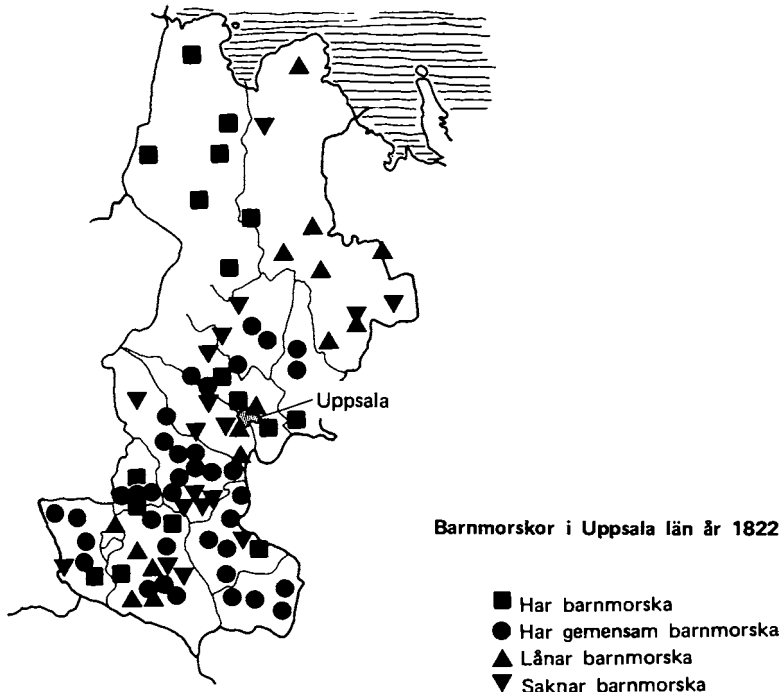 Uppsala
Barnmorskor i Uppsala län år 1822
Har barnmorska
Har gemensam barnmorska
Lånar barnmorska
Saknar barnmorska